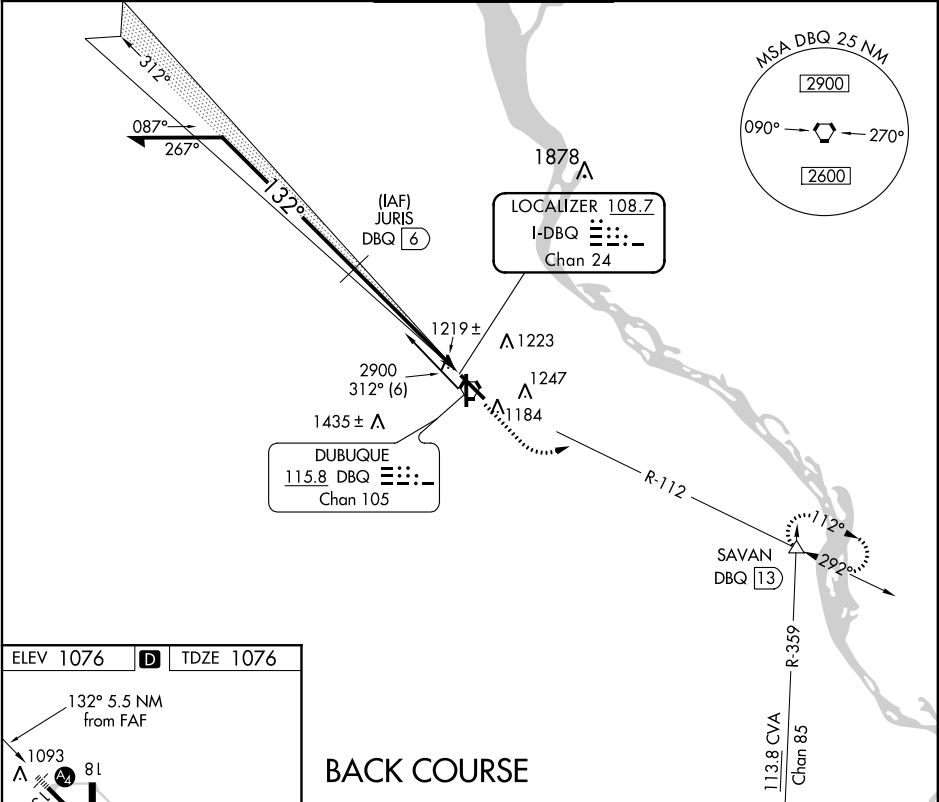 MSA DBQ 25 NM
2900
090°
270°
2600
312°
087°
267°
132°
(IAF)
JURIS
DBQ 6
1878
LOCALIZER 108.7
I-DBQ
Chan 24
1219 ±
1223
2900
312° (6)
1247
1184
1435 ±
DUBUQUE
115.8 DBQ
Chan 105
R-112
112°
SAVAN
DBQ 13
292°
R-359
113.8 CVA
Chan 85
ELEV 1076 D TDZE 1076
132° 5.5 NM
from FAF
1093
A4
18
BACK COURSE